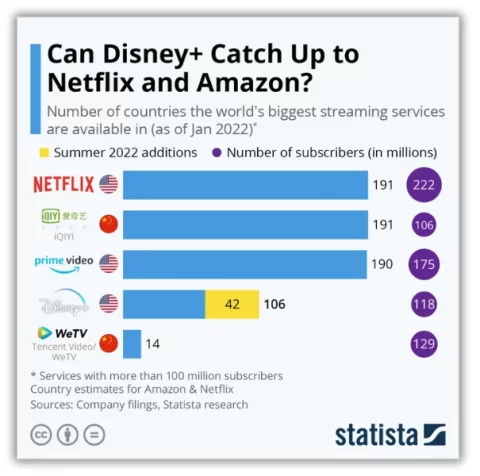 Can Disney+ Catch Up to
Netflix and Amazon?
Number of countries the world's biggest streaming services
are available in (as of Jan 2022)*
Summer 2022 additions Number of subscribers (in millions)
NETFLIX 191 222
QIY 爱奇艺
iQIYI 191 106
prime video 190 175
Disney+ 42 106 118
WeTV
Tencent Video/
WeTV 14 129
* Services with more than 100 million subscribers
Country estimates for Amazon & Netflix
Sources: Company filings, Statista research
cc
statista